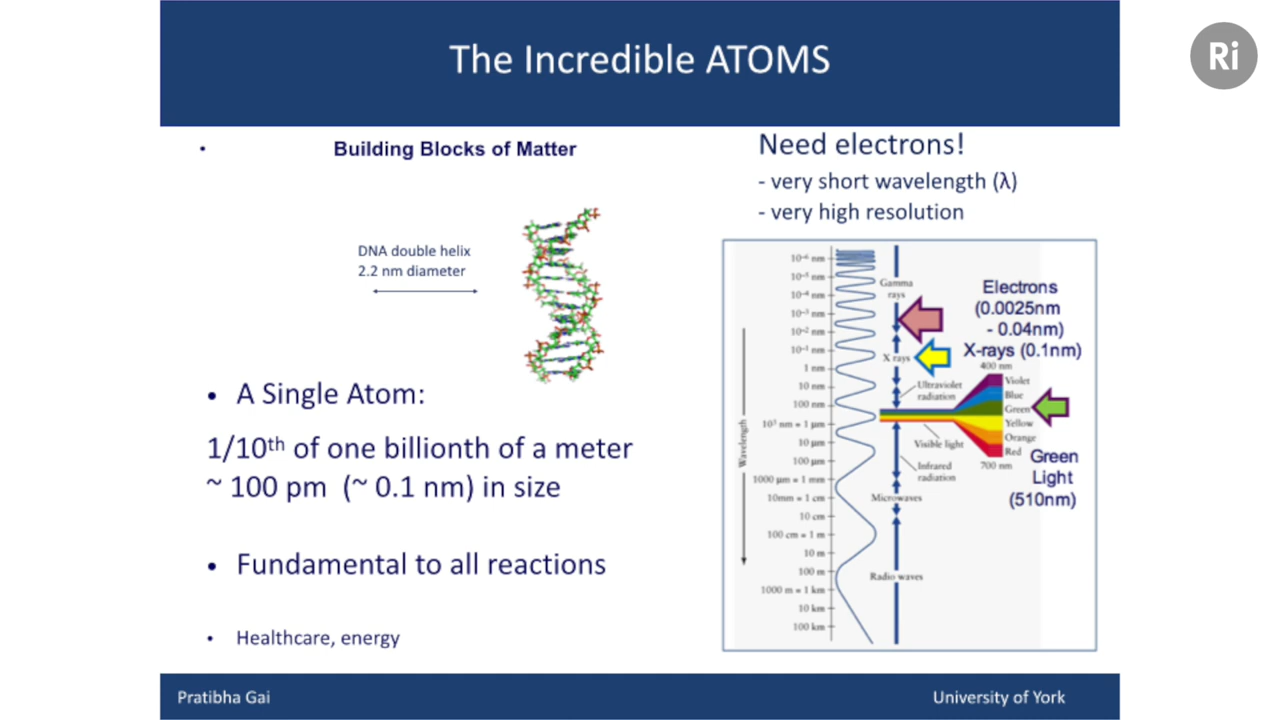 The Incredible ATOMS
Ri
• Building Blocks of Matter
DNA double helix
2.2 nm diameter
• A Single Atom:
1/10th of one billionth of a meter
~ 100 pm (~ 0.1 nm) in size
• Fundamental to all reactions
• Healthcare, energy
Need electrons!
- very short wavelength (λ)
- very high resolution
Wavelength
10⁻⁶ nm
10⁻⁵ nm
10⁻⁴ nm
10⁻³ nm
10⁻² nm
10⁻¹ nm
1 nm
10 nm
100 nm
10³ nm = 1 μm
10 μm
100 μm
1000 μm = 1 mm
10mm = 1 cm
10 cm
100 cm = 1 m
10 m
100 m
1000 m = 1 km
10 km
100 km
Gamma
rays
X rays
Ultraviolet
radiation
Visible light
Infrared
radiation
Microwaves
Radio waves
Electrons
(0.0025nm
- 0.04nm)
X-rays (0.1nm)
400 nm
Violet
Blue
Green
Yellow
Orange
Red
700 nm
Green
Light
(510nm)
Pratibha Gai
University of York